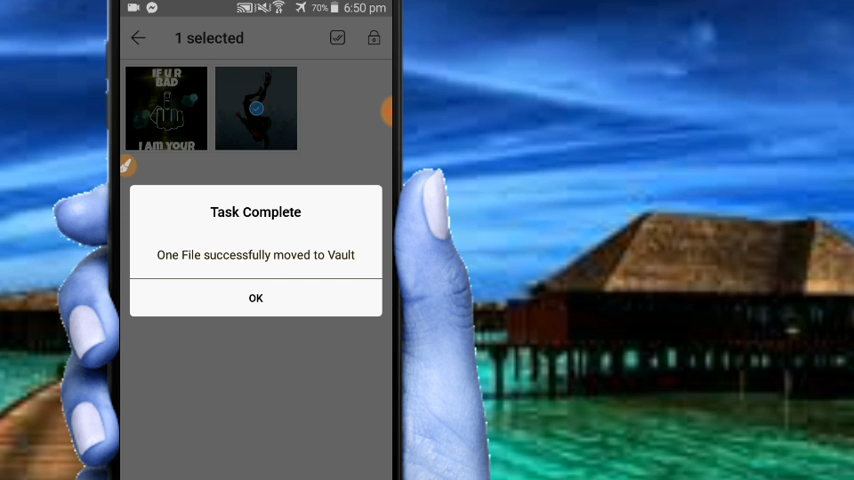 70% 6:50 pm
1 selected
IF U R
BAD
I AM YOUR
Task Complete
One File successfully moved to Vault
OK